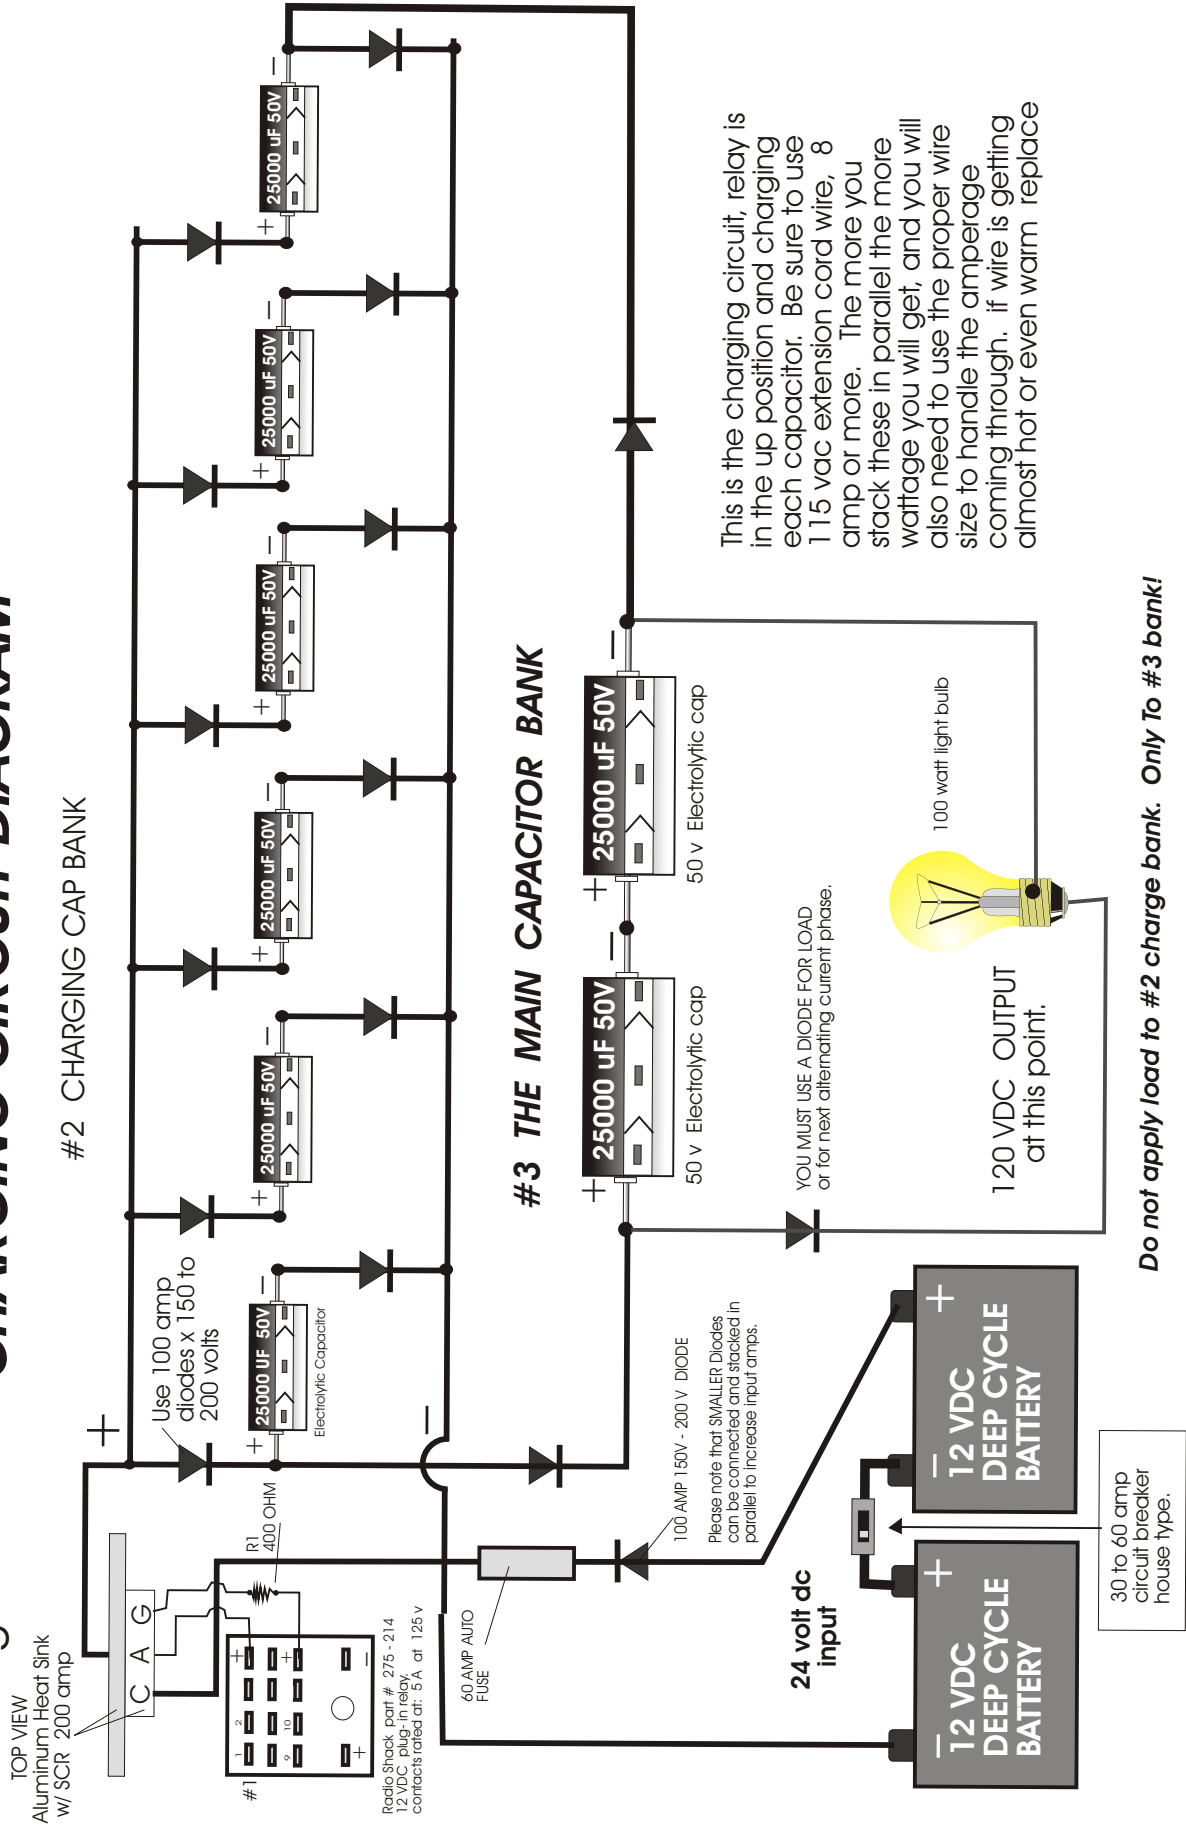 CHARGING CIRCUIT DIAGRAM
TOP VIEW
Aluminum Heat Sink
w/ SCR 200 amp
C A G
#2 CHARGING CAP BANK
+
Use 100 amp
diodes x 150 to
200 volts
R1
400 OHM
#1
1
2
9
10
+
+
+
−
Radio Shack part # 275 - 214
12 VDC plug- in relay.
contacts rated at: 5 A at 125 v
+
25000 UF 50V
−
Electrolytic Capacitor
+
25000 uF 50V
−
+
25000 uF 50V
−
+
25000 uF 50V
−
+
25000 uF 50V
−
+
25000 uF 50V
−
−
60 AMP AUTO
FUSE
#3 THE MAIN CAPACITOR BANK
+
25000 uF 50V
−
50 v Electrolytic cap
+
25000 uF 50V
−
50 v Electrolytic cap
100 AMP 150V - 200 V DIODE
Please note that SMALLER Diodes
can be connected and stacked in
parallel to increase input amps.
YOU MUST USE A DIODE FOR LOAD
or for next alternating current phase.
100 watt light bulb
This is the charging circuit, relay is
in the up position and charging
each capacitor. Be sure to use
115 vac extension cord wire, 8
amp or more. The more you
stack these in parallel the more
wattage you will get, and you will
also need to use the proper wire
size to handle the amperage
coming through. if wire is getting
almost hot or even warm replace
24 volt dc
input
120 VDC OUTPUT
at this point.
− +
12 VDC
DEEP CYCLE
BATTERY
− +
12 VDC
DEEP CYCLE
BATTERY
30 to 60 amp
circuit breaker
house type.
Do not apply load to #2 charge bank. Only To #3 bank!